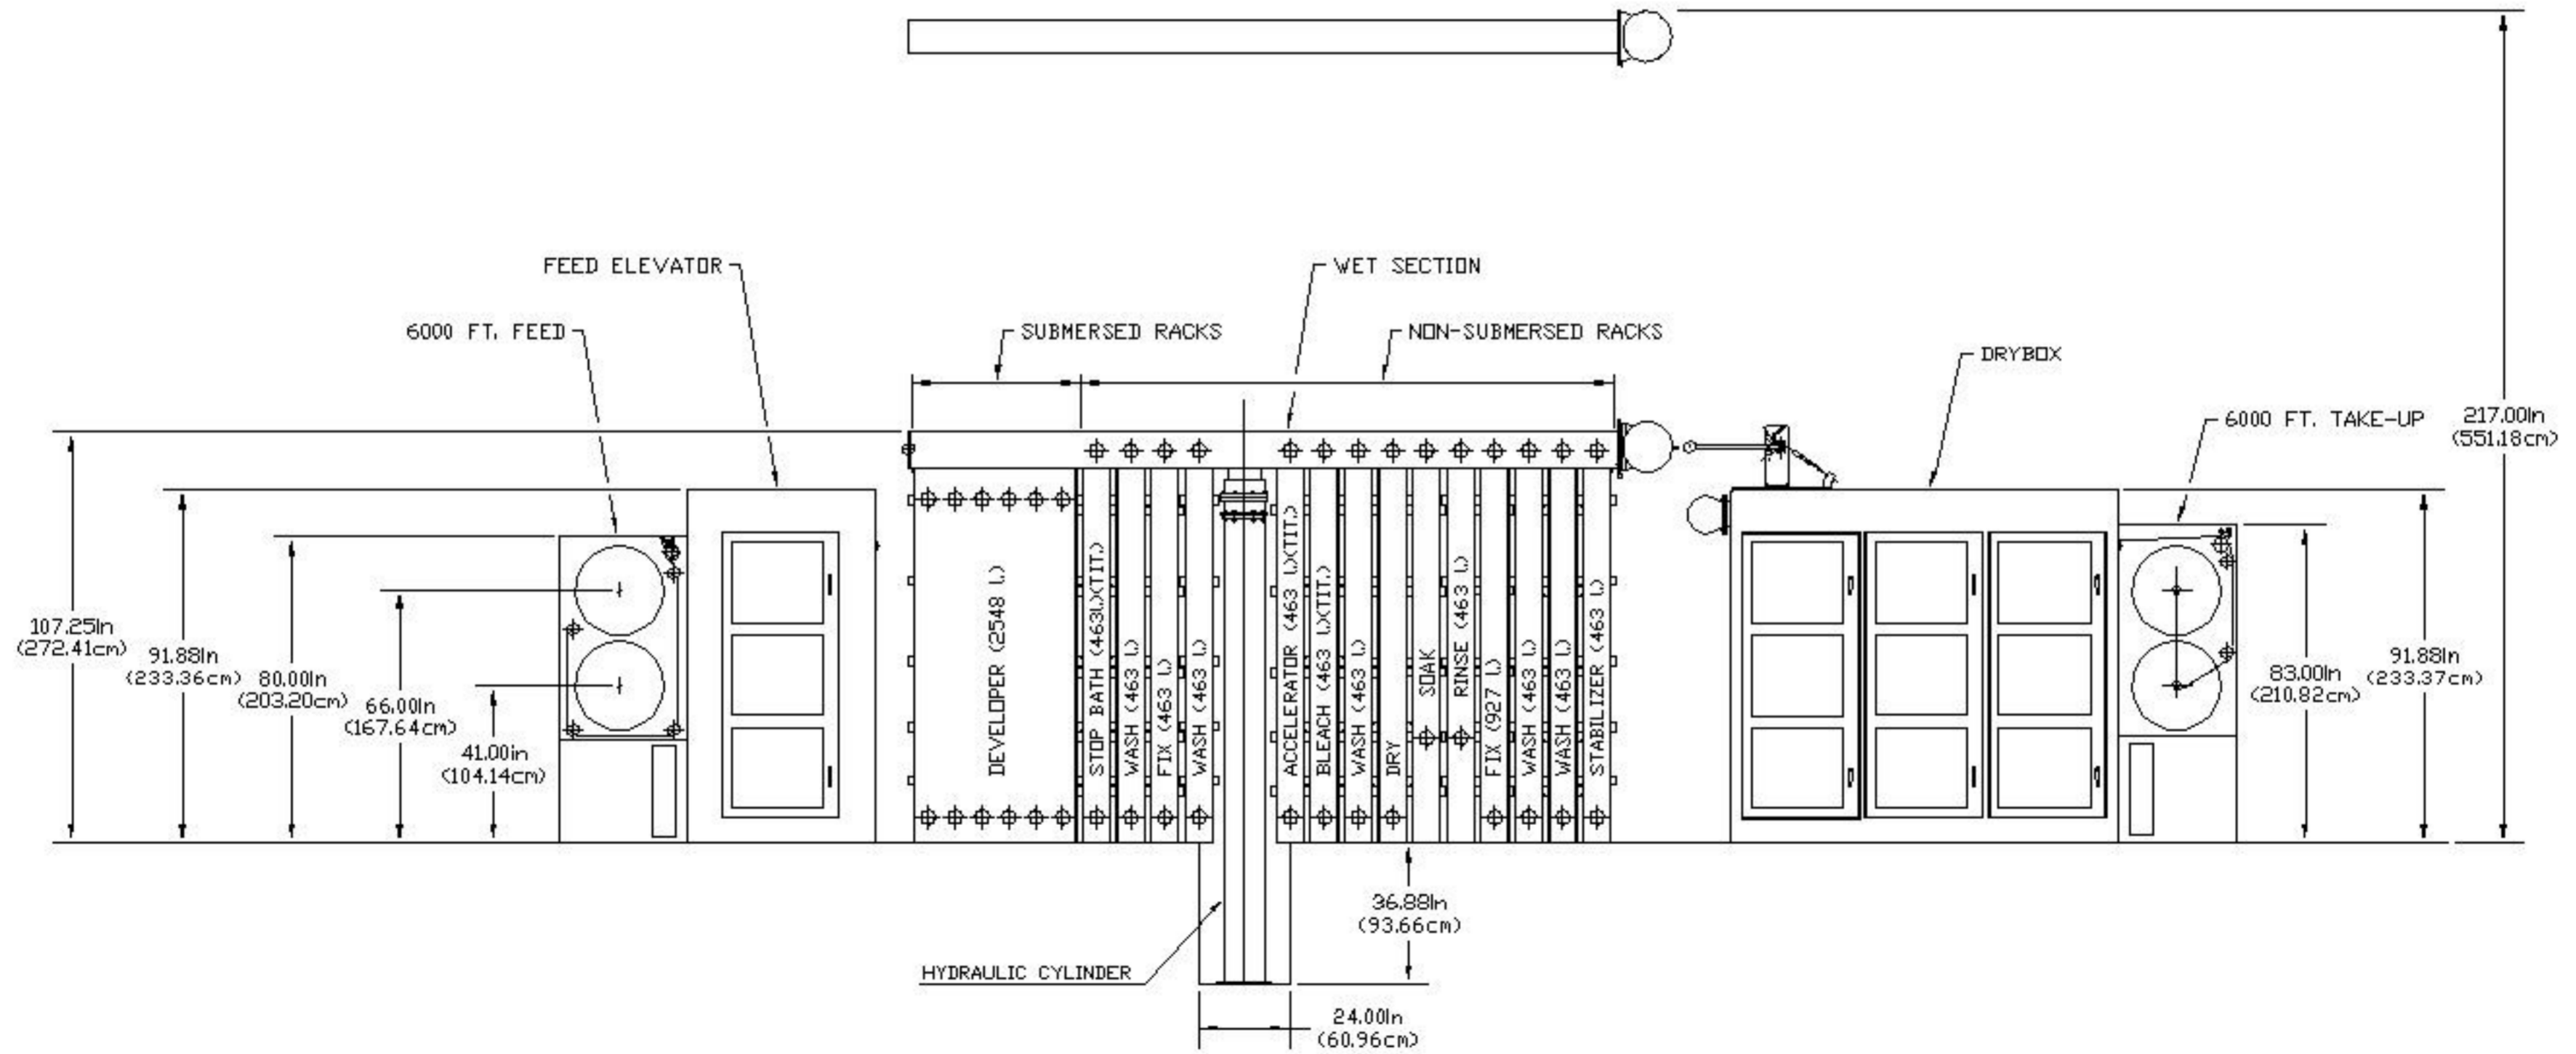 FEED ELEVATOR
WET SECTION
6000 FT. FEED
SUBMERSED RACKS
NON-SUBMERSED RACKS
DRYBOX
6000 FT. TAKE-UP
217.00in
(551.18cm)
107.25in
(272.41cm)
91.88in
(233.36cm)
80.00in
(203.20cm)
66.00in
(167.64cm)
41.00in
(104.14cm)
DEVELOPER (2548 L)
STOP BATH (463L)(TIT.)
WASH (463 L)
FIX (463 L)
WASH (463 L)
ACCELERATOR (463 L)(TIT.)
BLEACH (463 L)(TIT.)
WASH (463 L)
DRY
SOAK
RINSE (463 L)
FIX (927 L)
WASH (463 L)
WASH (463 L)
STABILIZER (463 L)
83.00in
(210.82cm)
91.88in
(233.37cm)
36.88in
(93.66cm)
HYDRAULIC CYLINDER
24.00in
(60.96cm)